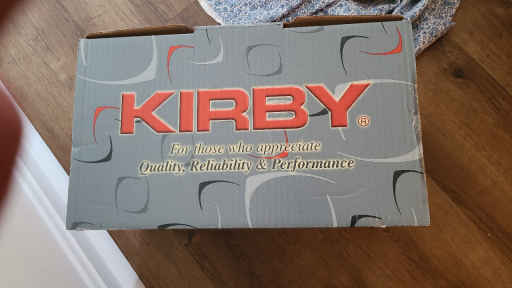 KIRBY®
For those who appreciate
Quality, Reliability & Performance